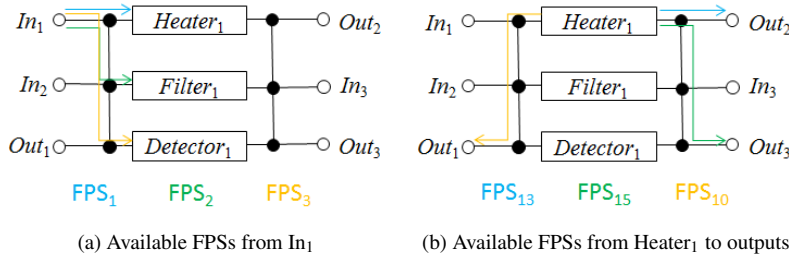 In₁ Heater₁ Out₂
In₂ Filter₁ In₃
Out₁ Detector₁ Out₃
FPS₁ FPS₂ FPS₃
(a) Available FPSs from In₁
In₁ Heater₁ Out₂
In₂ Filter₁ In₃
Out₁ Detector₁ Out₃
FPS₁₃ FPS₁₅ FPS₁₀
(b) Available FPSs from Heater₁ to outputs